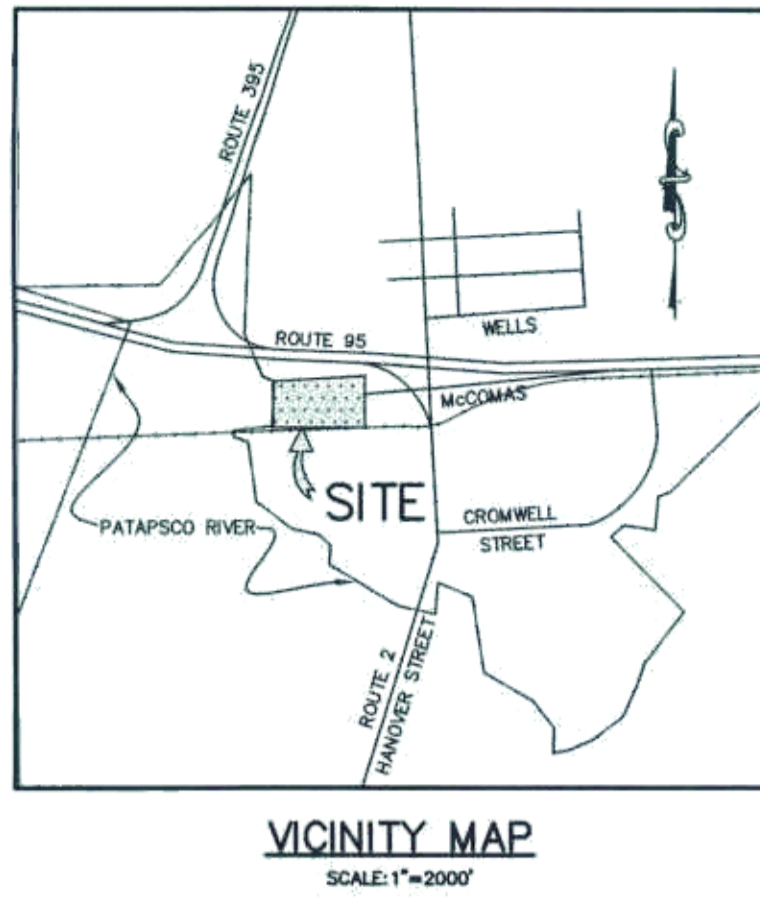 ROUTE 395
ROUTE 95
WELLS
McCOMAS
SITE
CROMWELL
STREET
PATAPSCO RIVER
ROUTE 2
HANOVER STREET
VICINITY MAP
SCALE: 1"=2000'